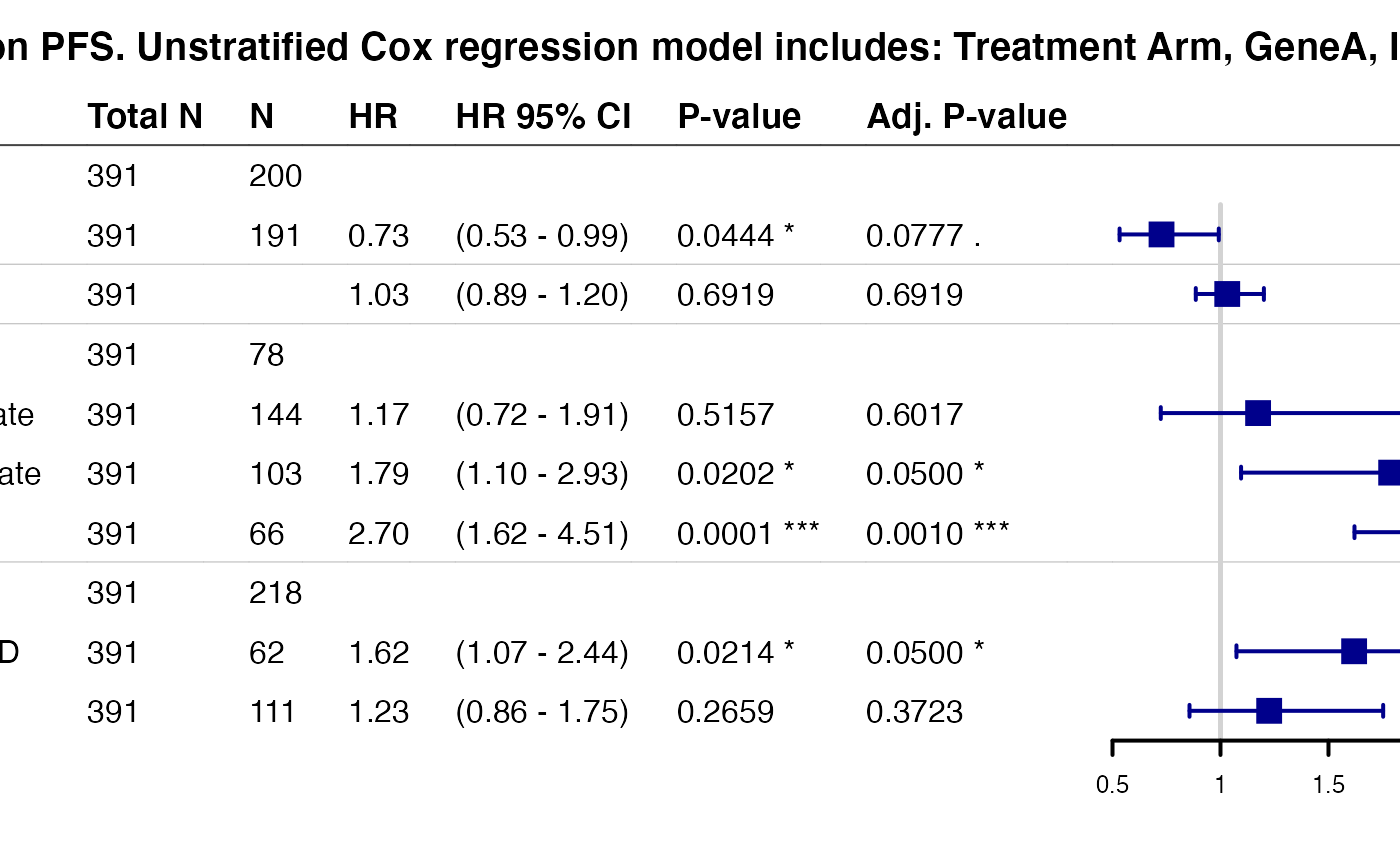 on PFS. Unstratified Cox regression model includes: Treatment Arm, GeneA, I
Total N N HR HR 95% CI P-value Adj. P-value
391 200
391 191 0.73 (0.53 - 0.99) 0.0444 * 0.0777 .
391 1.03 (0.89 - 1.20) 0.6919 0.6919
391 78
ate 391 144 1.17 (0.72 - 1.91) 0.5157 0.6017
ate 391 103 1.79 (1.10 - 2.93) 0.0202 * 0.0500 *
391 66 2.70 (1.62 - 4.51) 0.0001 *** 0.0010 ***
391 218
D 391 62 1.62 (1.07 - 2.44) 0.0214 * 0.0500 *
391 111 1.23 (0.86 - 1.75) 0.2659 0.3723
0.5 1 1.5